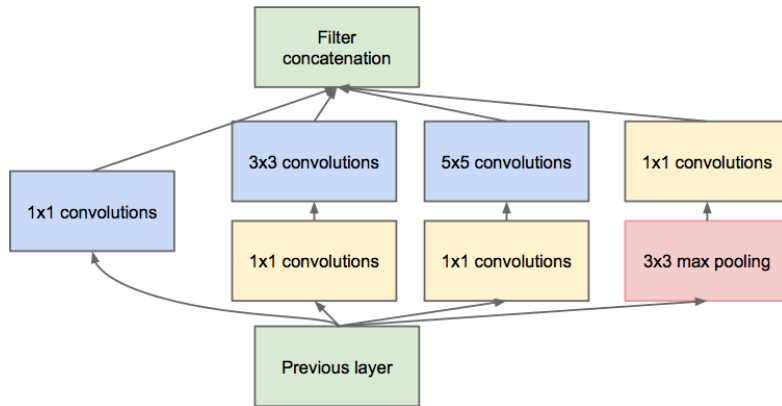 Filter
concatenation
3x3 convolutions
5x5 convolutions
1x1 convolutions
1x1 convolutions
1x1 convolutions
1x1 convolutions
3x3 max pooling
Previous layer